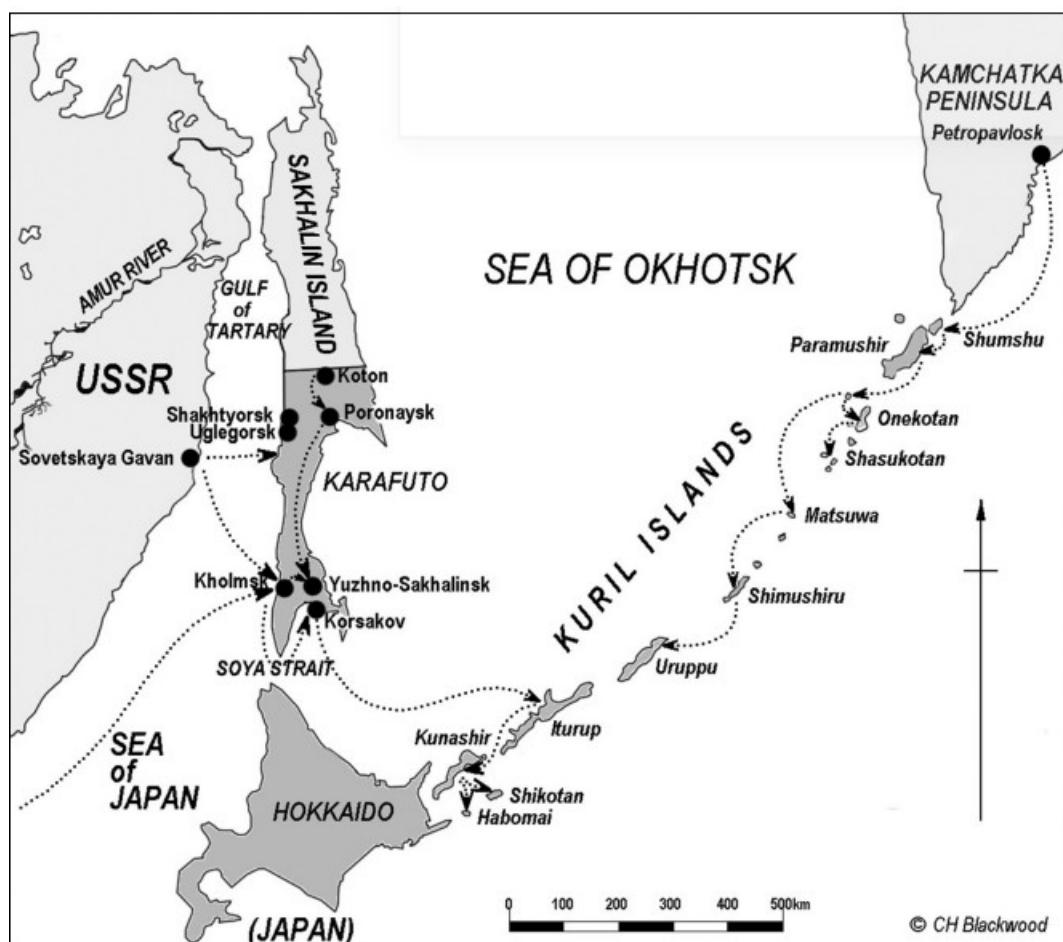 KAMCHATKA
PENINSULA
Petropavlosk
SAKHALIN ISLAND
SEA OF OKHOTSK
AMUR RIVER
GULF
of
TARTARY
USSR
Paramushir
Shumshu
Koton
Shakhtyorsk
Poronaysk
Uglegorsk
Onekotan
Sovetskaya Gavan
Shasukotan
KARAFUTO
KURIL ISLANDS
Matsuwa
Kholmsk
Yuzhno-Sakhalinsk
Shimushiru
Korsakov
SOYA STRAIT
Uruppu
Iturup
Kunashir
SEA
of
JAPAN
Shikotan
HOKKAIDO
Habomai
(JAPAN)
0 100 200 300 400 500km
© CH Blackwood